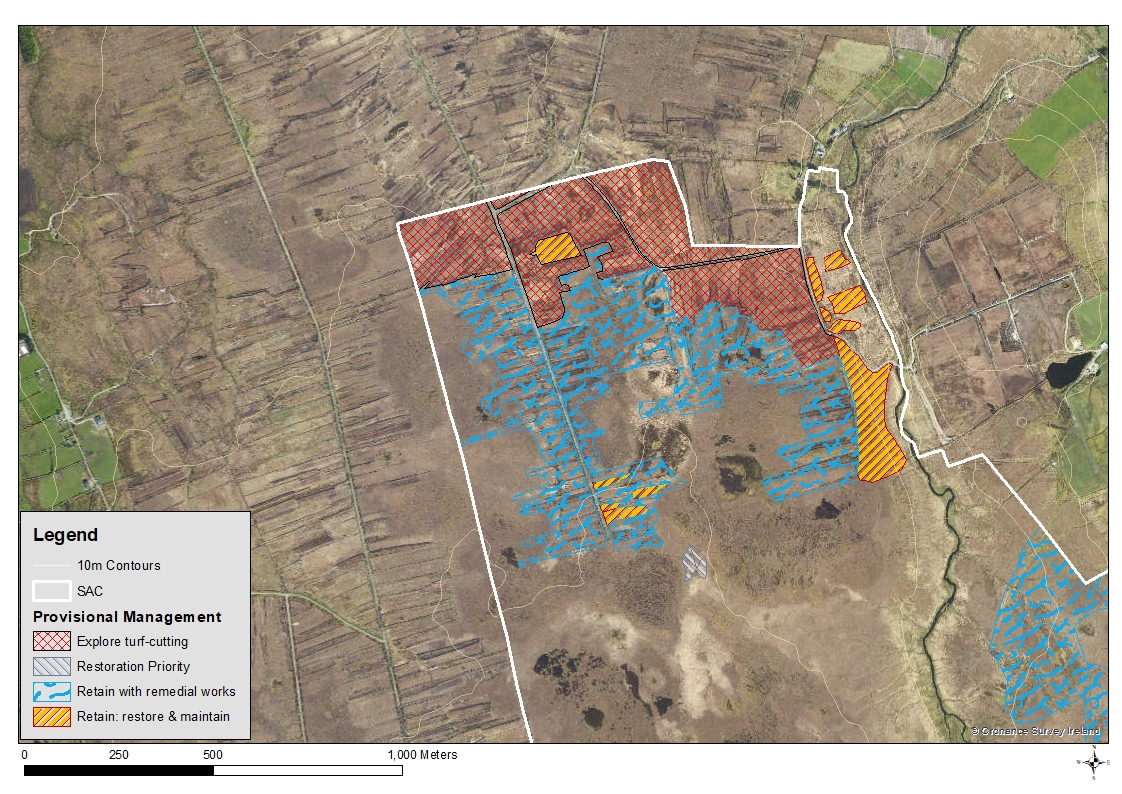 Legend
10m Contours
SAC
Provisional Management
Explore turf-cutting
Restoration Priority
Retain with remedial works
Retain: restore & maintain
© Ordnance Survey Ireland
0 250 500 1,000 Meters
N
W E
S